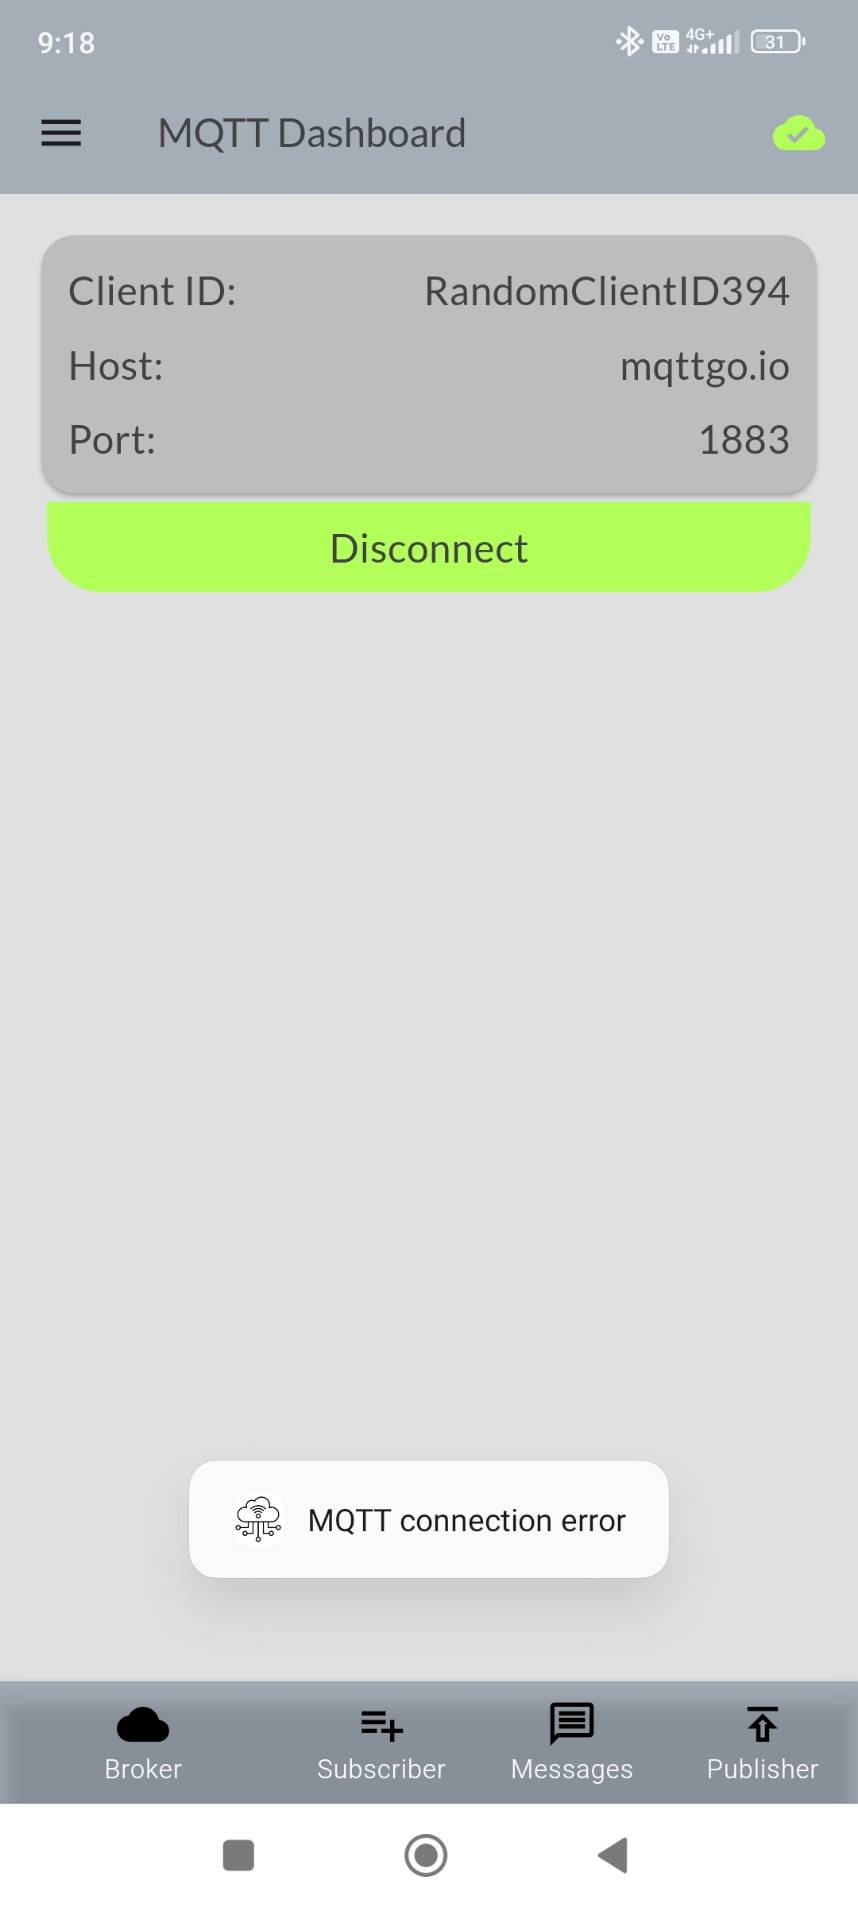 9:18
Vo LTE 4G+ 31
MQTT Dashboard
Client ID: RandomClientID394
Host: mqttgo.io
Port: 1883
Disconnect
MQTT connection error
Broker Subscriber Messages Publisher